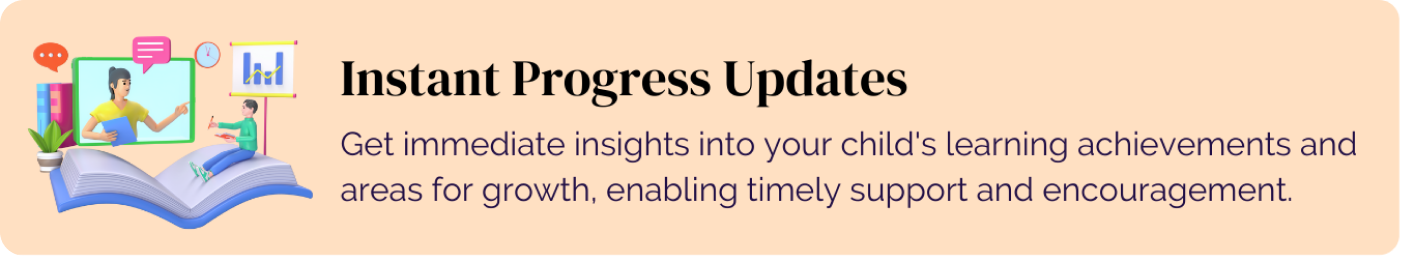 Instant Progress Updates
Get immediate insights into your child's learning achievements and
areas for growth, enabling timely support and encouragement.